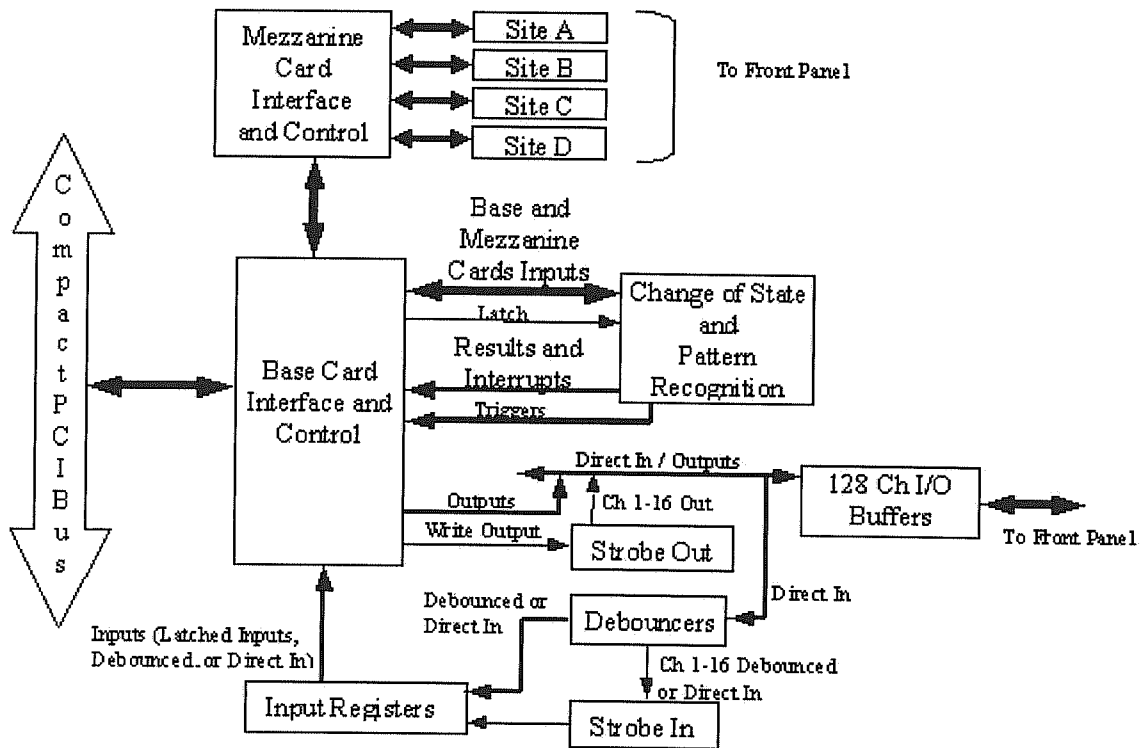 Mezzanine
Card
Interface
and Control
Site A
Site B
Site C
Site D
To Front Panel
CompactPCIBus
Base and
Mezzanine
Cards Inputs
Latch
Results and
Interrupts
Triggers
Change of State
and
Pattern
Recognition
Base Card
Interface and
Control
Direct In / Outputs
Outputs
Ch 1-16 Out
Write Output
Strobe Out
128 Ch I/O
Buffers
To Front Panel
Direct In
Debounced or
Direct In
Debouncers
Inputs (Latched Inputs,
Debounced, or Direct In)
Ch 1-16 Debounced
or Direct In
Input Registers
Strobe In